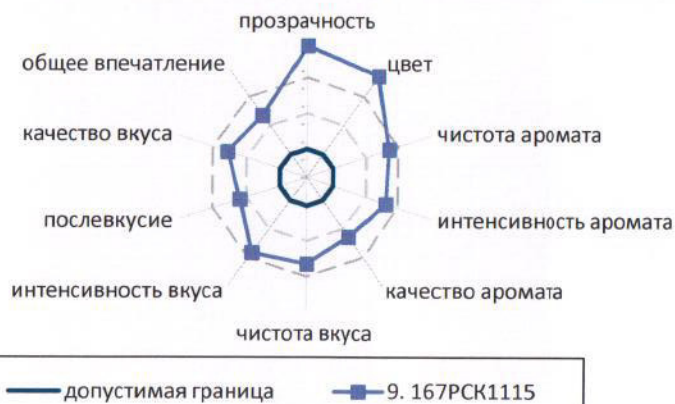 прозрачность
общее впечатление
цвет
качество вкуса
чистота аромата
послевкусие
интенсивность аромата
интенсивность вкуса
качество аромата
чистота вкуса
допустимая граница
9. 167РСК1115